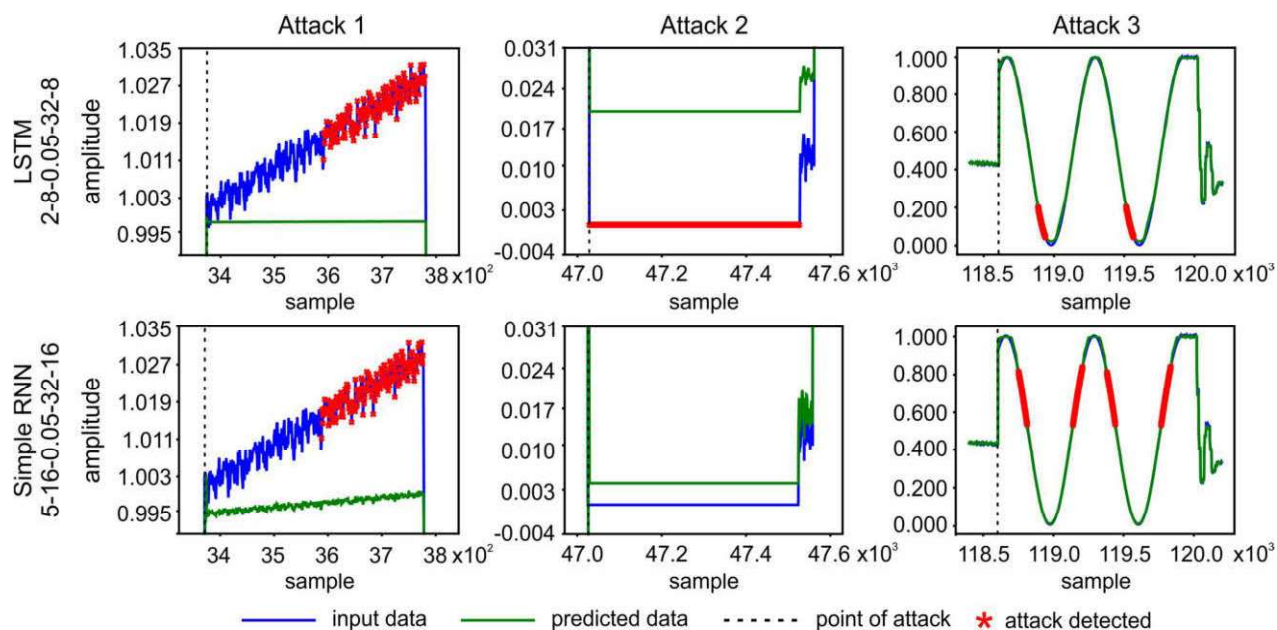 Attack 1 Attack 2 Attack 3
LSTM
2-8-0.05-32-8
amplitude
1.035
1.027
1.019
1.011
1.003
0.995
34 35 36 37 38 x10²
sample
0.031
0.024
0.017
0.010
0.003
-0.004
47.0 47.2 47.4 47.6 x10³
sample
1.000
0.800
0.600
0.400
0.200
0.000
118.5 119.0 119.5 120.0 x10³
sample
Simple RNN
5-16-0.05-32-16
amplitude
1.035
1.027
1.019
1.011
1.003
0.995
34 35 36 37 38 x10²
sample
0.031
0.024
0.017
0.010
0.003
-0.004
47.0 47.2 47.4 47.6 x10³
sample
1.000
0.800
0.600
0.400
0.200
0.000
118.5 119.0 119.5 120.0 x10³
sample
input data predicted data point of attack attack detected